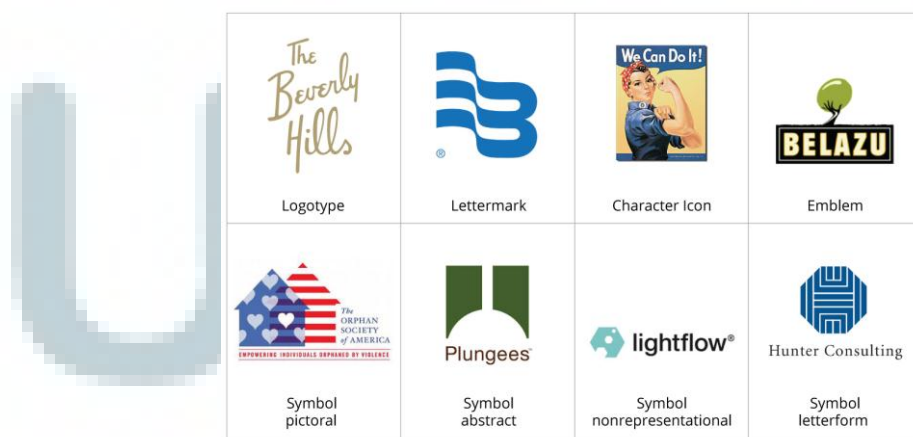 The
Beverly
Hills
Logotype
B
®
Lettermark
We Can Do It!
Character Icon
BELAZU
Emblem
The
ORPHAN
SOCIETY
of AMERICA
EMPOWERING INDIVIDUALS ORPHANED BY VIOLENCE
Symbol
pictoral
Plungees
Symbol
abstract
lightflow®
Symbol
nonrepresentational
Hunter Consulting
Symbol
letterform
U